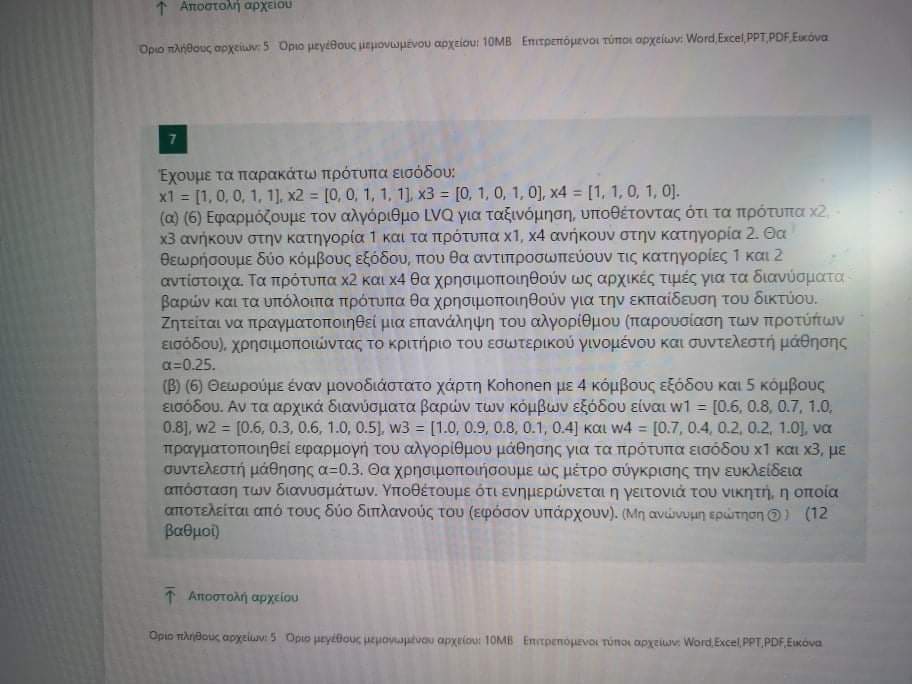 Αποστολή αρχείου
Όριο πλήθους αρχείων: 5 Όριο μεγέθους μεμονωμένου αρχείου: 10MB Επιτρεπόμενοι τύποι αρχείων: Word,Excel,PPT,PDF,Εικόνα
7
Έχουμε τα παρακάτω πρότυπα εισόδου:
x1 = [1, 0, 0, 1, 1], x2 = [0, 0, 1, 1, 1], x3 = [0, 1, 0, 1, 0], x4 = [1, 1, 0, 1, 0].
(α) (6) Εφαρμόζουμε τον αλγόριθμο LVQ για ταξινόμηση, υποθέτοντας ότι τα πρότυπα x2,
x3 ανήκουν στην κατηγορία 1 και τα πρότυπα x1, x4 ανήκουν στην κατηγορία 2. Θα
θεωρήσουμε δύο κόμβους εξόδου, που θα αντιπροσωπεύουν τις κατηγορίες 1 και 2
αντίστοιχα. Τα πρότυπα x2 και x4 θα χρησιμοποιηθούν ως αρχικές τιμές για τα διανύσματα
βαρών και τα υπόλοιπα πρότυπα θα χρησιμοποιηθούν για την εκπαίδευση του δικτύου.
Ζητείται να πραγματοποιηθεί μια επανάληψη του αλγορίθμου (παρουσίαση των προτύπων
εισόδου), χρησιμοποιώντας το κριτήριο του εσωτερικού γινομένου και συντελεστή μάθησης
α=0.25.
(β) (6) Θεωρούμε έναν μονοδιάστατο χάρτη Kohonen με 4 κόμβους εξόδου και 5 κόμβους
εισόδου. Αν τα αρχικά διανύσματα βαρών των κόμβων εξόδου είναι w1 = [0.6, 0.8, 0.7, 1.0,
0.8], w2 = [0.6, 0.3, 0.6, 1.0, 0.5], w3 = [1.0, 0.9, 0.8, 0.1, 0.4] και w4 = [0.7, 0.4, 0.2, 0.2, 1.0], να
πραγματοποιηθεί εφαρμογή του αλγορίθμου μάθησης για τα πρότυπα εισόδου x1 και x3, με
συντελεστή μάθησης α=0.3. Θα χρησιμοποιήσουμε ως μέτρο σύγκρισης την ευκλείδεια
απόσταση των διανυσμάτων. Υποθέτουμε ότι ενημερώνεται η γειτονιά του νικητή, η οποία
αποτελείται από τους δύο διπλανούς του (εφόσον υπάρχουν). (Μη ανώνυμη ερώτηση ?) (12
βαθμοί)
Αποστολή αρχείου
Όριο πλήθους αρχείων: 5 Όριο μεγέθους μεμονωμένου αρχείου: 10MB Επιτρεπόμενοι τύποι αρχείων: Word,Excel,PPT,PDF,Εικόνα